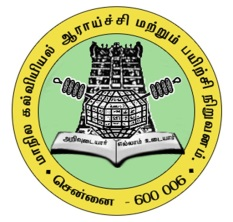 மாநில கல்வியியல் ஆராய்ச்சி மற்றும் பயிற்சி நிறுவனம்.
அறிவுடையார் எல்லாம் உடையார்
சென்னை - 600 006